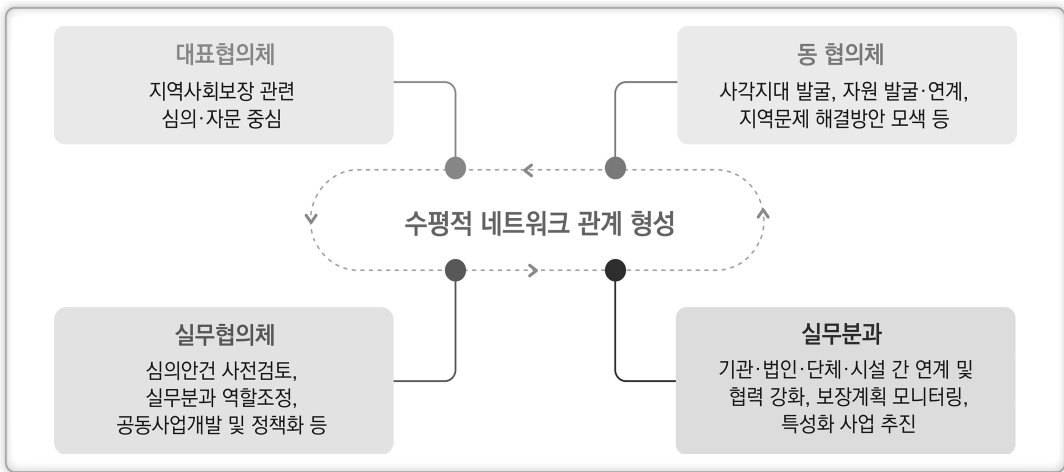 대표협의체
지역사회보장 관련
심의·자문 중심
동 협의체
사각지대 발굴, 자원 발굴·연계,
지역문제 해결방안 모색 등
수평적 네트워크 관계 형성
실무협의체
심의안건 사전검토,
실무분과 역할조정,
공동사업개발 및 정책화 등
실무분과
기관·법인·단체·시설 간 연계 및
협력 강화, 보장계획 모니터링,
특성화 사업 추진